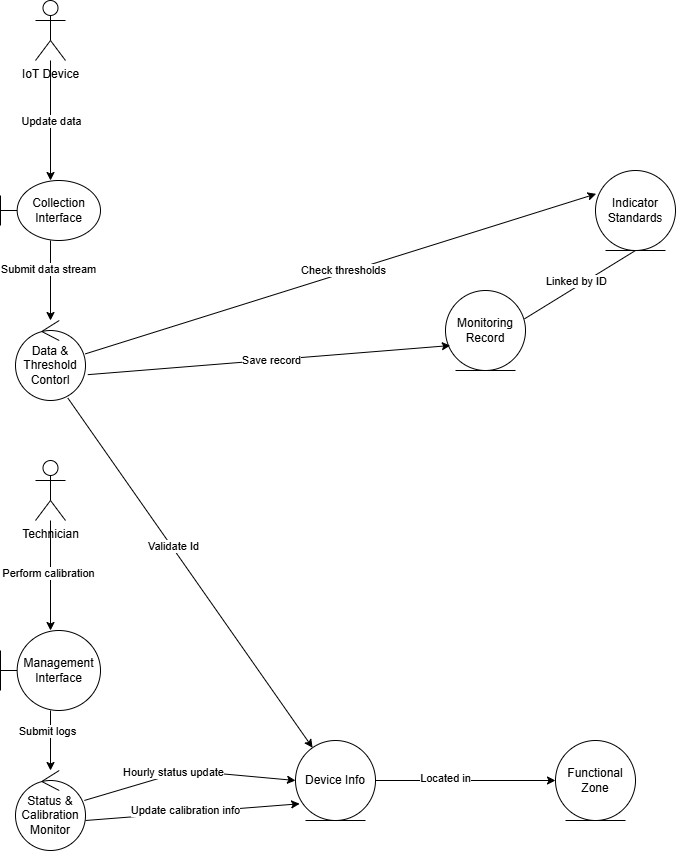 IoT Device
Update data
Collection
Interface
Submit data stream
Indicator
Standards
Check thresholds
Linked by ID
Monitoring
Record
Save record
Data &
Threshold
Contorl
Technician
Validate Id
Perform calibration
Management
Interface
Submit logs
Hourly status update
Device Info
Located in
Functional
Zone
Update calibration info
Status &
Calibration
Monitor